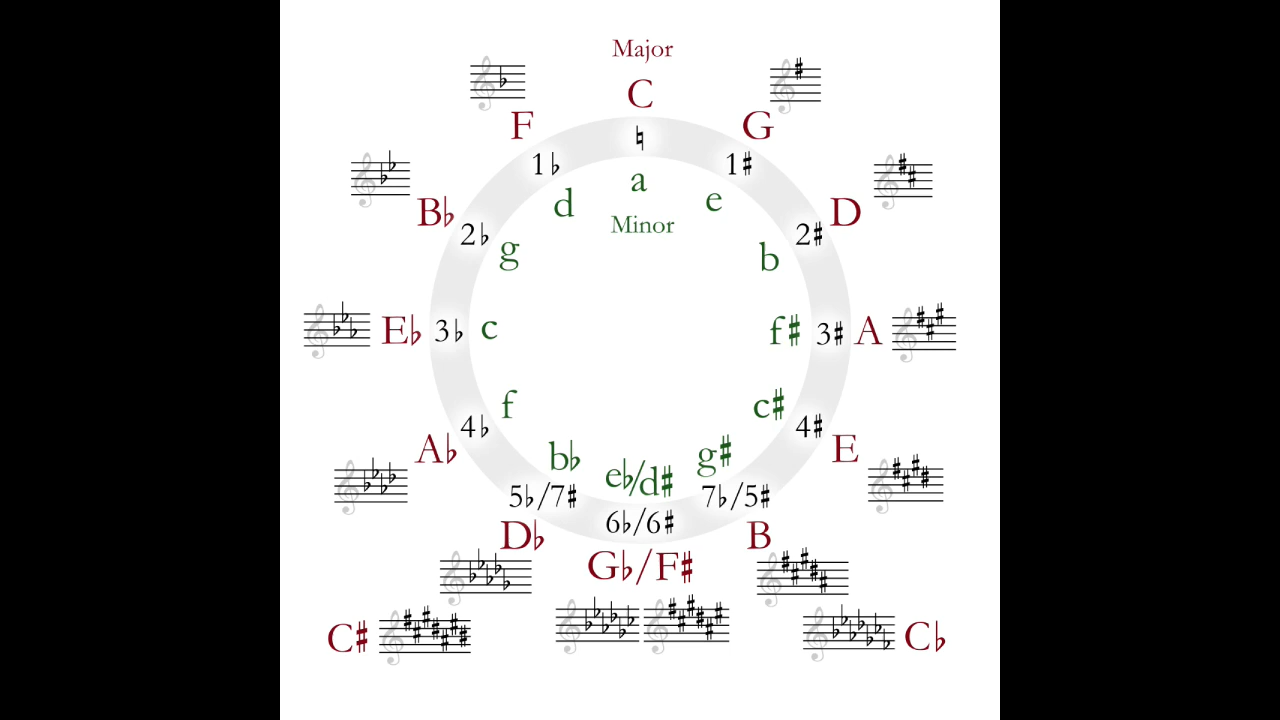 Major
C
F
G
♮
1♭
1♯
a
d
e
Minor
B♭
D
2♭
2♯
g
b
E♭
3♭
c
f♯
3♯
A
f
c♯
4♭
4♯
A♭
E
b♭
g♯
e♭/d♯
5♭/7♯
7♭/5♯
6♭/6♯
D♭
B
G♭/F♯
C♯
C♭